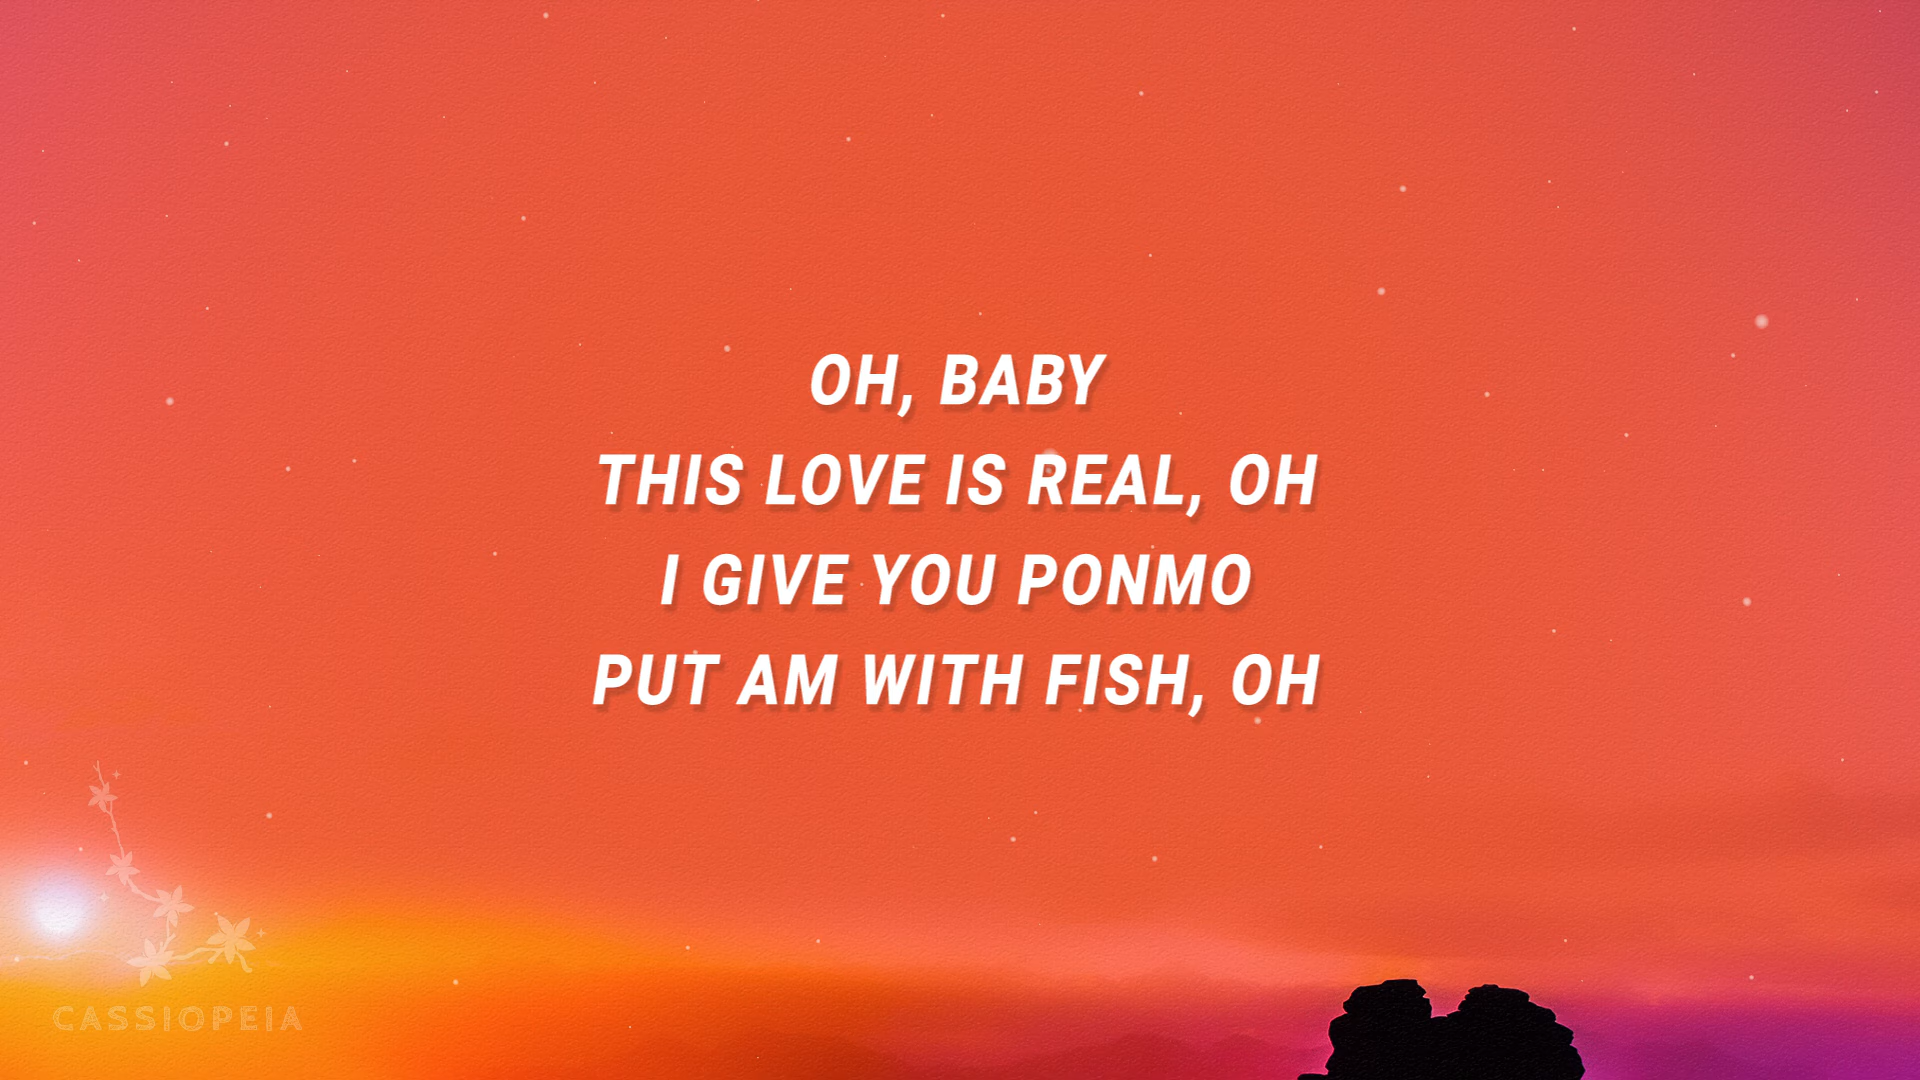 OH, BABY
THIS LOVE IS REAL, OH
I GIVE YOU PONMO
PUT AM WITH FISH, OH
CASSIOPEIA